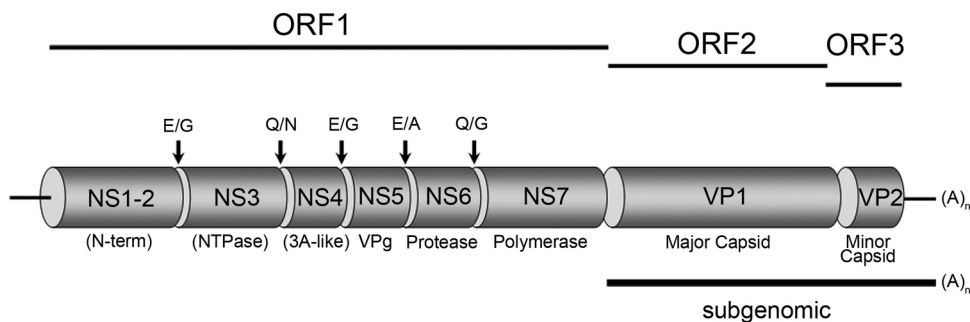 ORF1
ORF2
ORF3
E/G Q/N E/G E/A Q/G
NS1-2 NS3 NS4 NS5 NS6 NS7 VP1 VP2 (A)n
(N-term) (NTPase) (3A-like) VPg Protease Polymerase Major Capsid Minor
Capsid
(A)n
subgenomic